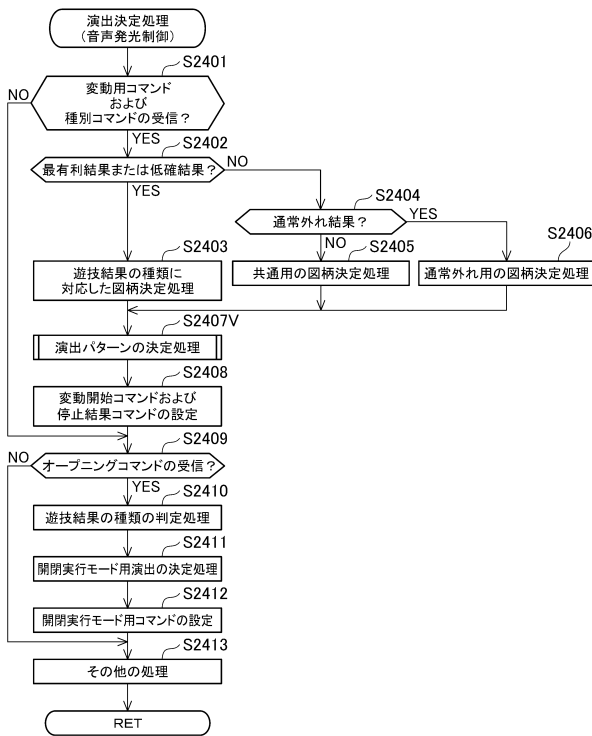 演出決定処理
(音声発光制御)
S2401
NO
変動用コマンド
および
種別コマンドの受信？
YES
S2402
最有利結果または低確結果？
NO
YES
S2404
通常外れ結果？
YES
NO
S2403
S2405
S2406
遊技結果の種類に
対応した図柄決定処理
共通用の図柄決定処理
通常外れ用の図柄決定処理
S2407V
演出パターンの決定処理
S2408
変動開始コマンドおよび
停止結果コマンドの設定
S2409
NO
オープニングコマンドの受信？
YES
S2410
遊技結果の種類の判定処理
S2411
開閉実行モード用演出の決定処理
S2412
開閉実行モード用コマンドの設定
S2413
その他の処理
RET